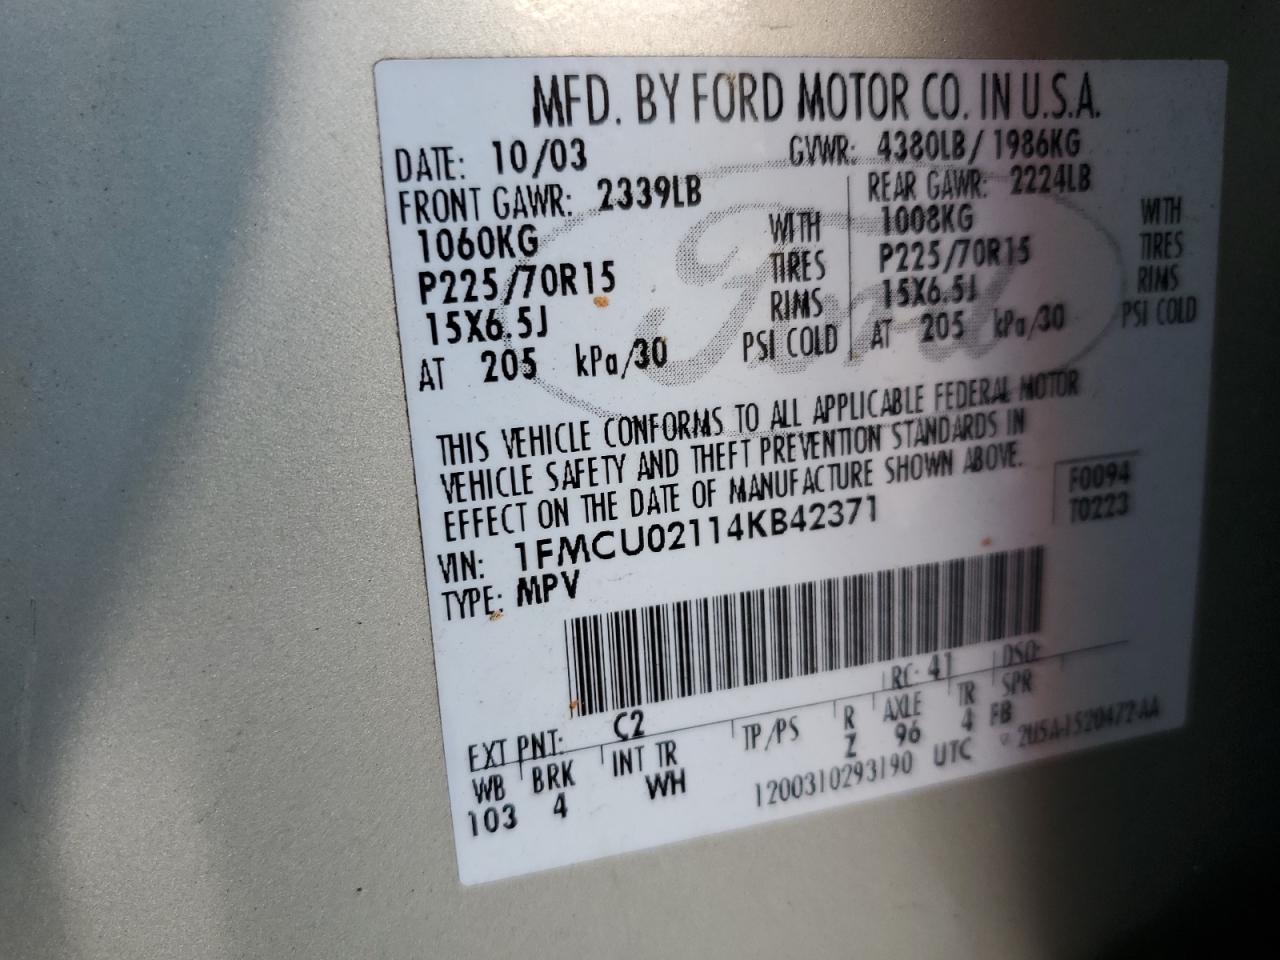 MFD. BY FORD MOTOR CO. IN U.S.A.
DATE: 10/03 GVWR: 4380LB/ 1986KG
FRONT GAWR: 2339LB REAR GAWR: 2224LB
1060KG WITH 1008KG WITH
P225/70R15 TIRES P225/70R15 TIRES
15X6.5J RIMS 15X6.5J RIMS
AT 205 kPa/30 PSI COLD AT 205 kPa/30 PSI COLD
Ford
THIS VEHICLE CONFORMS TO ALL APPLICABLE FEDERAL MOTOR
VEHICLE SAFETY AND THEFT PREVENTION STANDARDS IN
EFFECT ON THE DATE OF MANUFACTURE SHOWN ABOVE.
F0094
T0223
VIN: 1FMCU02114KB42371
TYPE: MPV
EXT PNT: C2 RC: 41 DSO:
WB BRK INT TR TP/PS R AXLE TR SPR
103 4 WH Z 96 4 FB
1200310293190 UTC 2U5A-1520472-AA